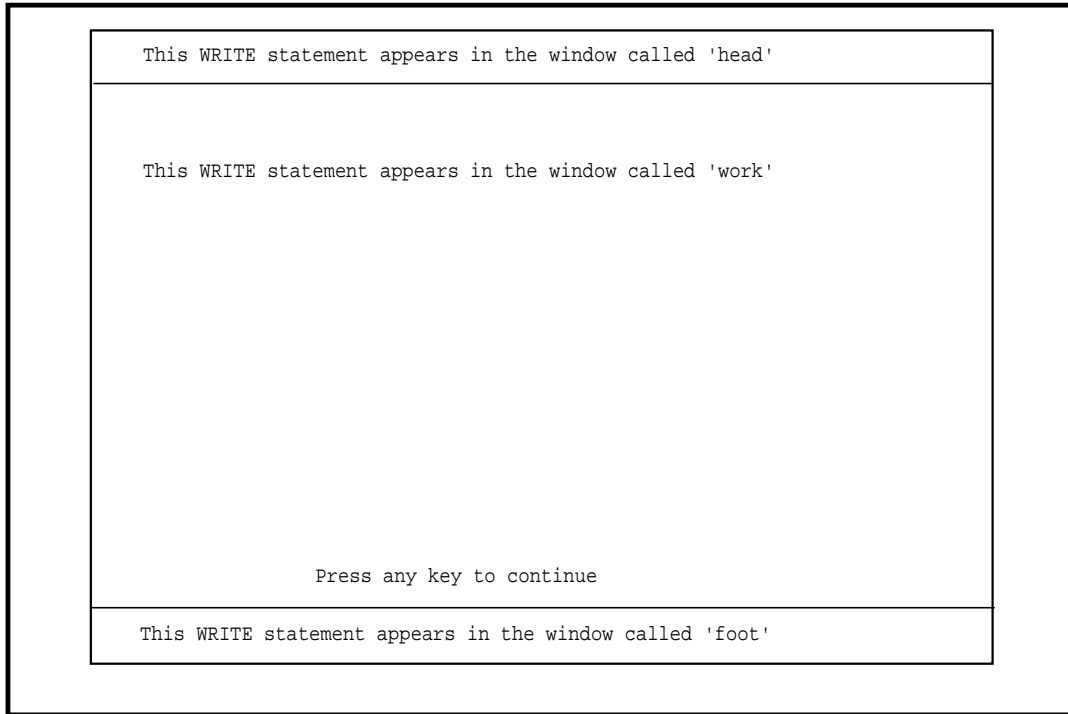 This WRITE statement appears in the window called 'head'
This WRITE statement appears in the window called 'work'
Press any key to continue
This WRITE statement appears in the window called 'foot'